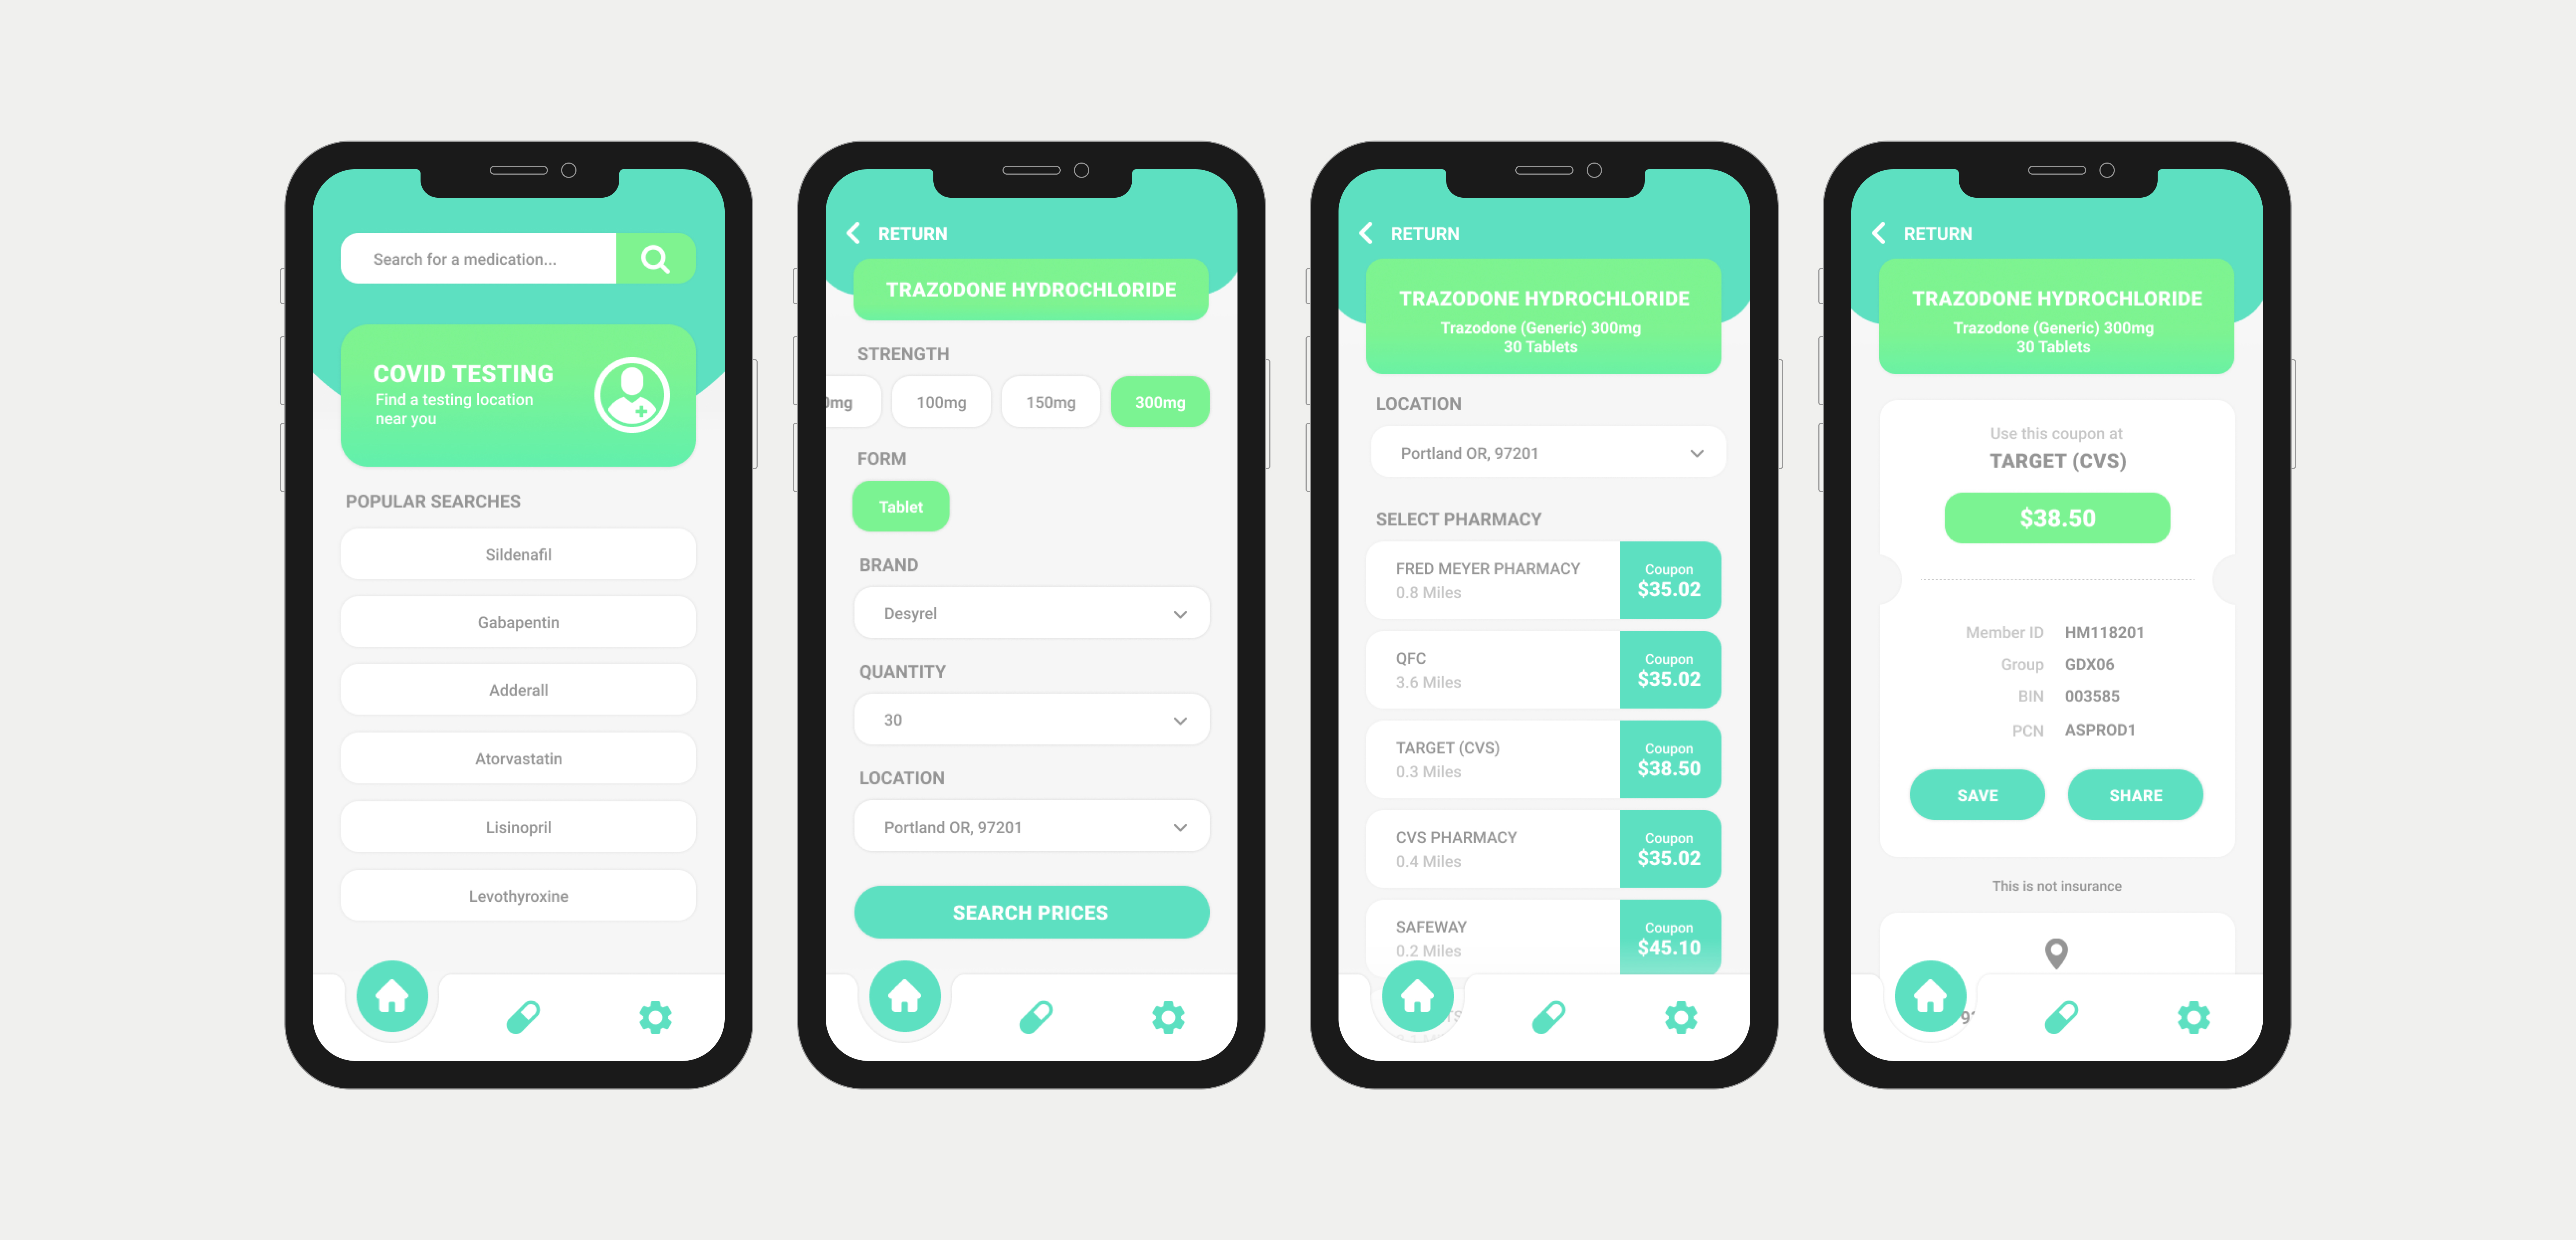 Search for a medication...
COVID TESTING
Find a testing location
near you
POPULAR SEARCHES
Sildenafil
Gabapentin
Adderall
Atorvastatin
Lisinopril
Levothyroxine
RETURN
TRAZODONE HYDROCHLORIDE
STRENGTH
0mg 100mg 150mg 300mg
FORM
Tablet
BRAND
Desyrel
QUANTITY
30
LOCATION
Portland OR, 97201
SEARCH PRICES
RETURN
TRAZODONE HYDROCHLORIDE
Trazodone (Generic) 300mg
30 Tablets
LOCATION
Portland OR, 97201
SELECT PHARMACY
FRED MEYER PHARMACY
0.8 Miles
Coupon
$35.02
QFC
3.6 Miles
Coupon
$35.02
TARGET (CVS)
0.3 Miles
Coupon
$38.50
CVS PHARMACY
0.4 Miles
Coupon
$35.02
SAFEWAY
0.2 Miles
Coupon
$45.10
RETURN
TRAZODONE HYDROCHLORIDE
Trazodone (Generic) 300mg
30 Tablets
Use this coupon at
TARGET (CVS)
$38.50
Member ID HM118201
Group GDX06
BIN 003585
PCN ASPROD1
SAVE SHARE
This is not insurance